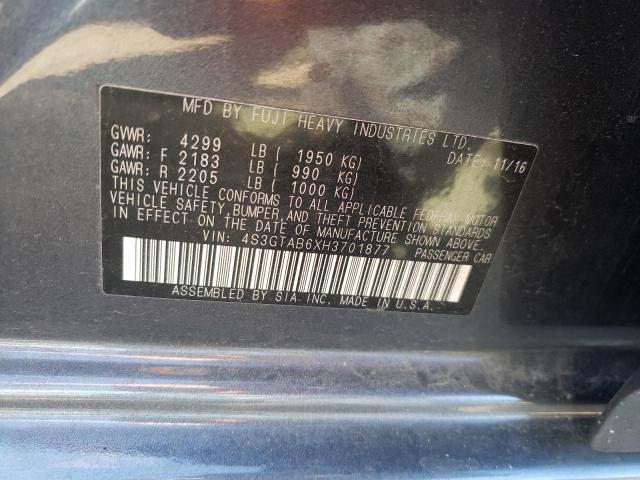 MFD BY FUJI HEAVY INDUSTRIES LTD.
GVWR: 4299 LB ( 1950 KG) DATE: 11/16
GAWR: F 2183 LB ( 990 KG)
GAWR: R 2205 LB ( 1000 KG)
THIS VEHICLE CONFORMS TO ALL APPLICABLE FEDERAL MOTOR
VEHICLE SAFETY, BUMPER, AND THEFT PREVENTION STANDARDS
IN EFFECT ON THE DATE OF MANUFACTURE SHOWN ABOVE.
VIN: 4S3GTAB6XH3701877 PASSENGER CAR
ASSEMBLED BY SIA INC. MADE IN U.S.A.